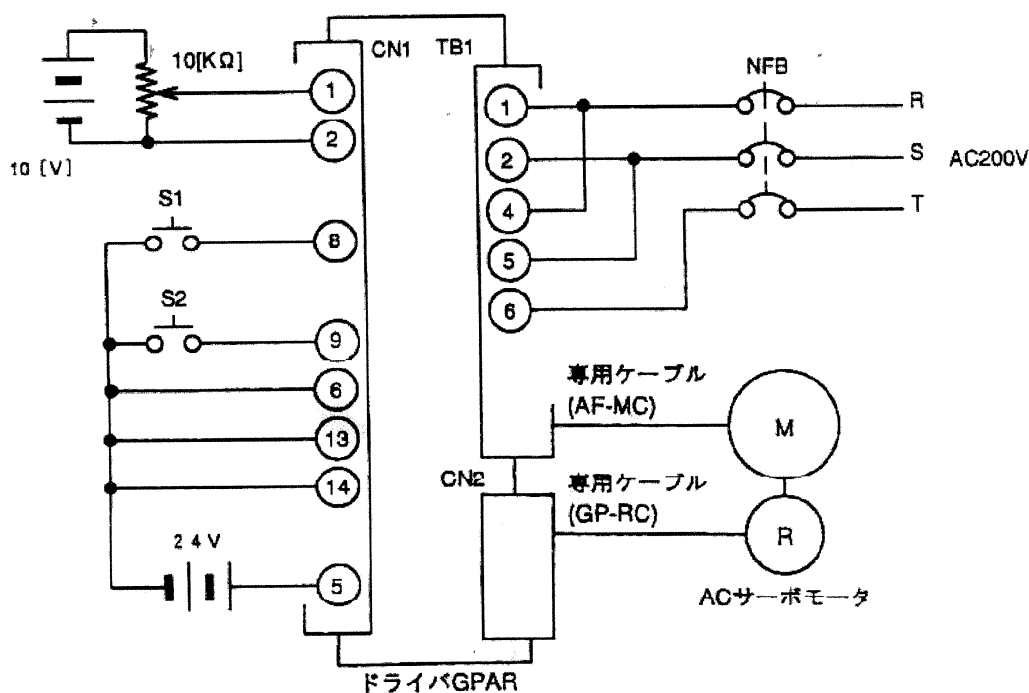 CN1 TB1
10[KΩ]
10 [V]
1
2
S1
8
S2
9
6
13
14
24V
5
1
2
4
5
6
NFB
R
S
T
AC200V
専用ケーブル
(AF-MC)
M
CN2
専用ケーブル
(GP-RC)
R
ACサーボモータ
ドライバGPAR